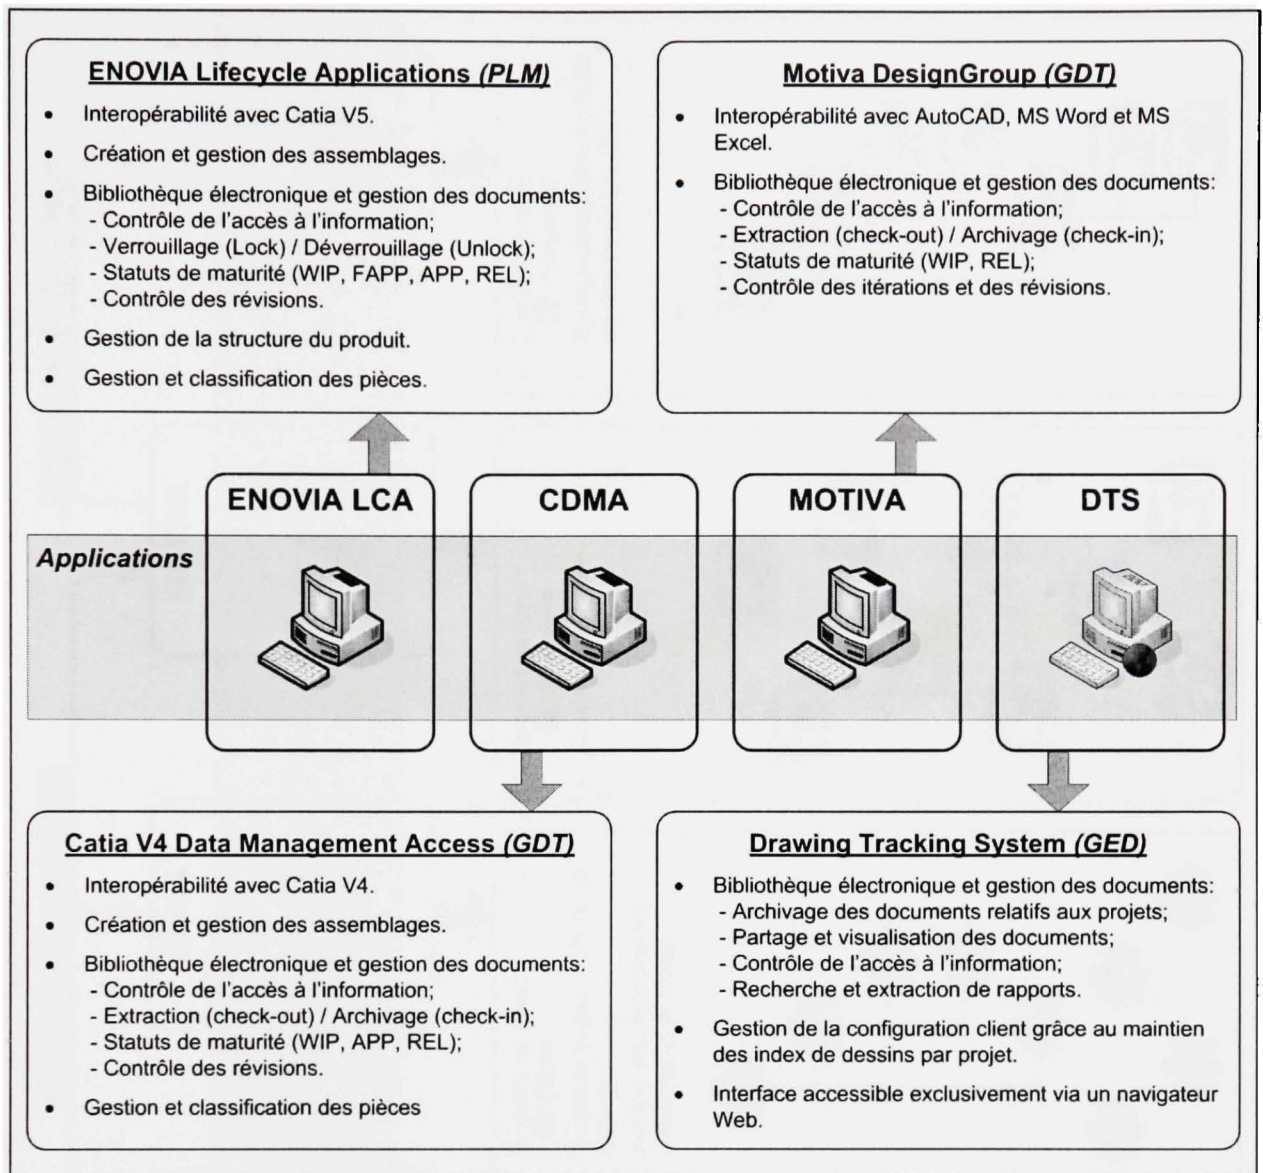 ENOVIA Lifecycle Applications (PLM)
• Interopérabilité avec Catia V5.
• Création et gestion des assemblages.
• Bibliothèque électronique et gestion des documents:
- Contrôle de l'accès à l'information;
- Verrouillage (Lock) / Déverrouillage (Unlock);
- Statuts de maturité (WIP, FAPP, APP, REL);
- Contrôle des révisions.
• Gestion de la structure du produit.
• Gestion et classification des pièces.
Motiva DesignGroup (GDT)
• Interopérabilité avec AutoCAD, MS Word et MS
Excel.
• Bibliothèque électronique et gestion des documents:
- Contrôle de l'accès à l'information;
- Extraction (check-out) / Archivage (check-in);
- Statuts de maturité (WIP, REL);
- Contrôle des itérations et des révisions.
ENOVIA LCA
CDMA
MOTIVA
DTS
Applications
Catia V4 Data Management Access (GDT)
• Interopérabilité avec Catia V4.
• Création et gestion des assemblages.
• Bibliothèque électronique et gestion des documents:
- Contrôle de l'accès à l'information;
- Extraction (check-out) / Archivage (check-in);
- Statuts de maturité (WIP, APP, REL);
- Contrôle des révisions.
• Gestion et classification des pièces
Drawing Tracking System (GED)
• Bibliothèque électronique et gestion des documents:
- Archivage des documents relatifs aux projets;
- Partage et visualisation des documents;
- Contrôle de l'accès à l'information;
- Recherche et extraction de rapports.
• Gestion de la configuration client grâce au maintien
des index de dessins par projet.
• Interface accessible exclusivement via un navigateur
Web.